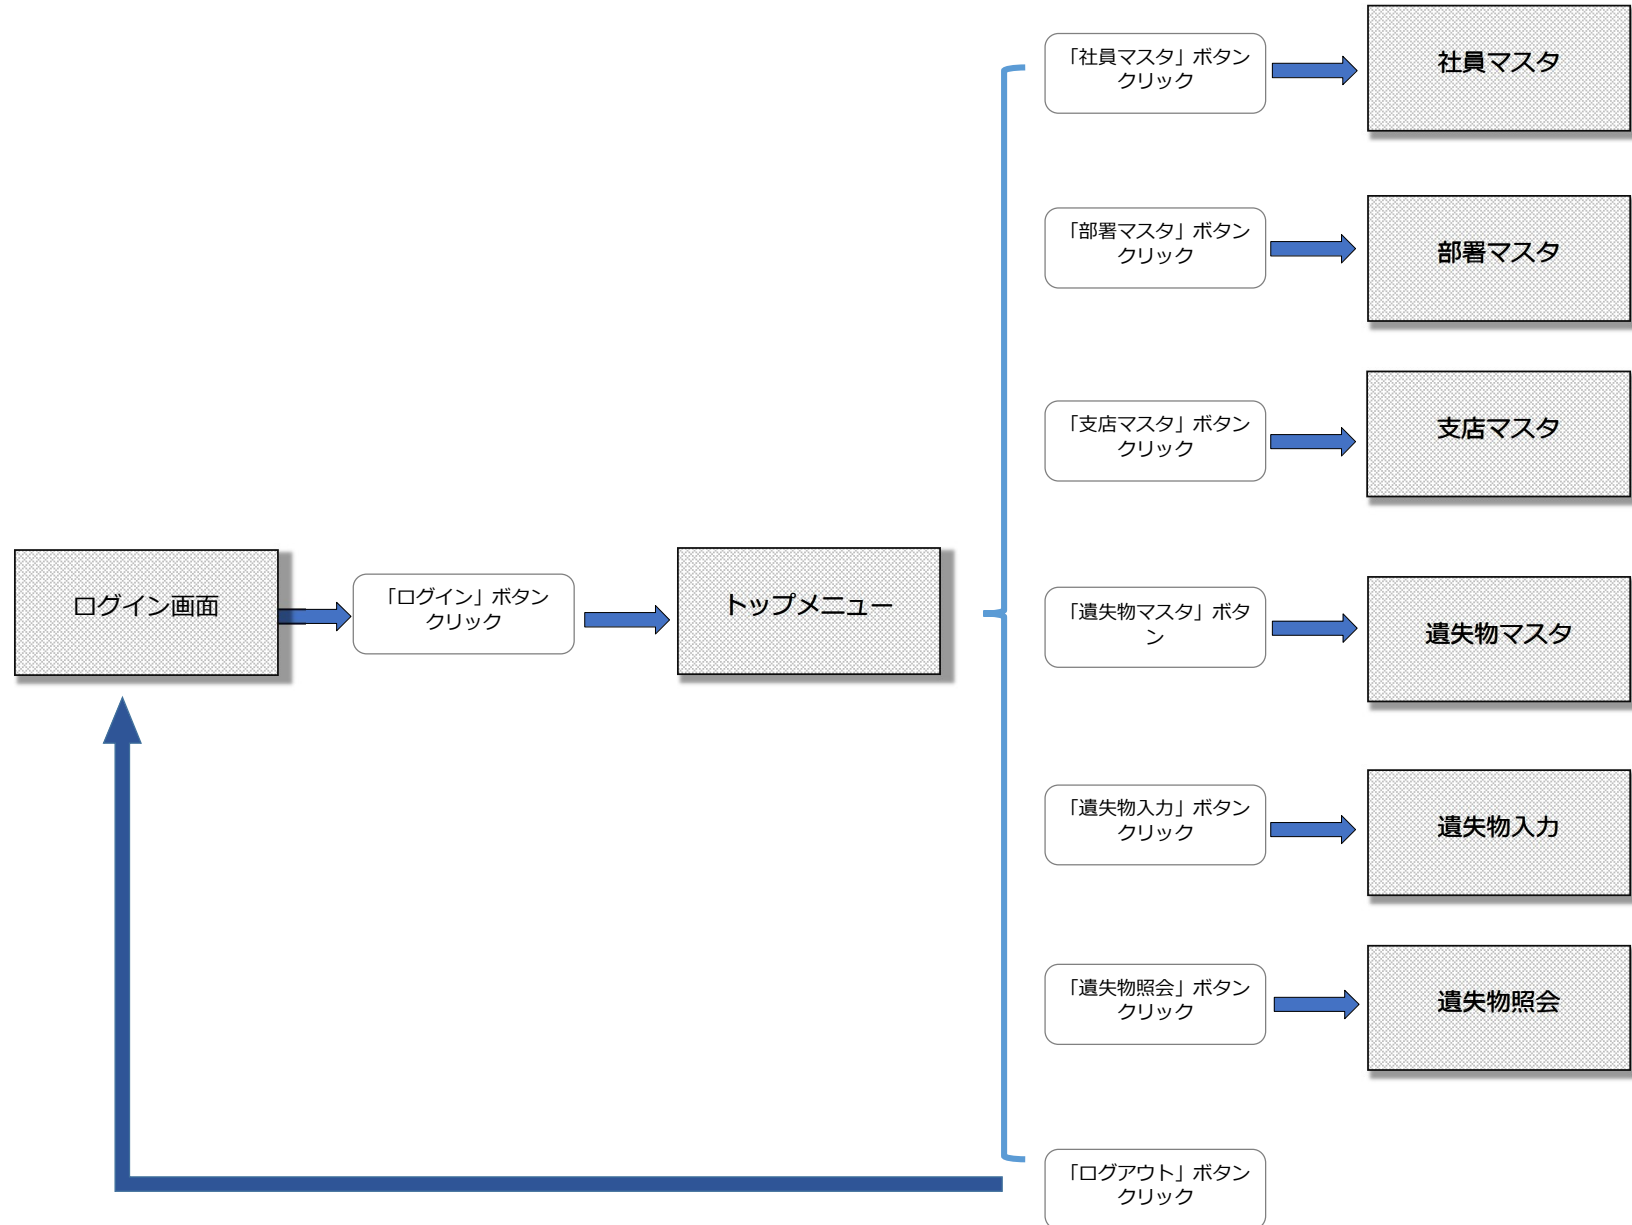 「社員マスタ」ボタン
クリック
社員マスタ
「部署マスタ」ボタン
クリック
部署マスタ
「支店マスタ」ボタン
クリック
支店マスタ
ログイン画面
「ログイン」ボタン
クリック
トップメニュー
「遺失物マスタ」ボタ
ン
遺失物マスタ
「遺失物入力」ボタン
クリック
遺失物入力
「遺失物照会」ボタン
クリック
遺失物照会
「ログアウト」ボタン
クリック